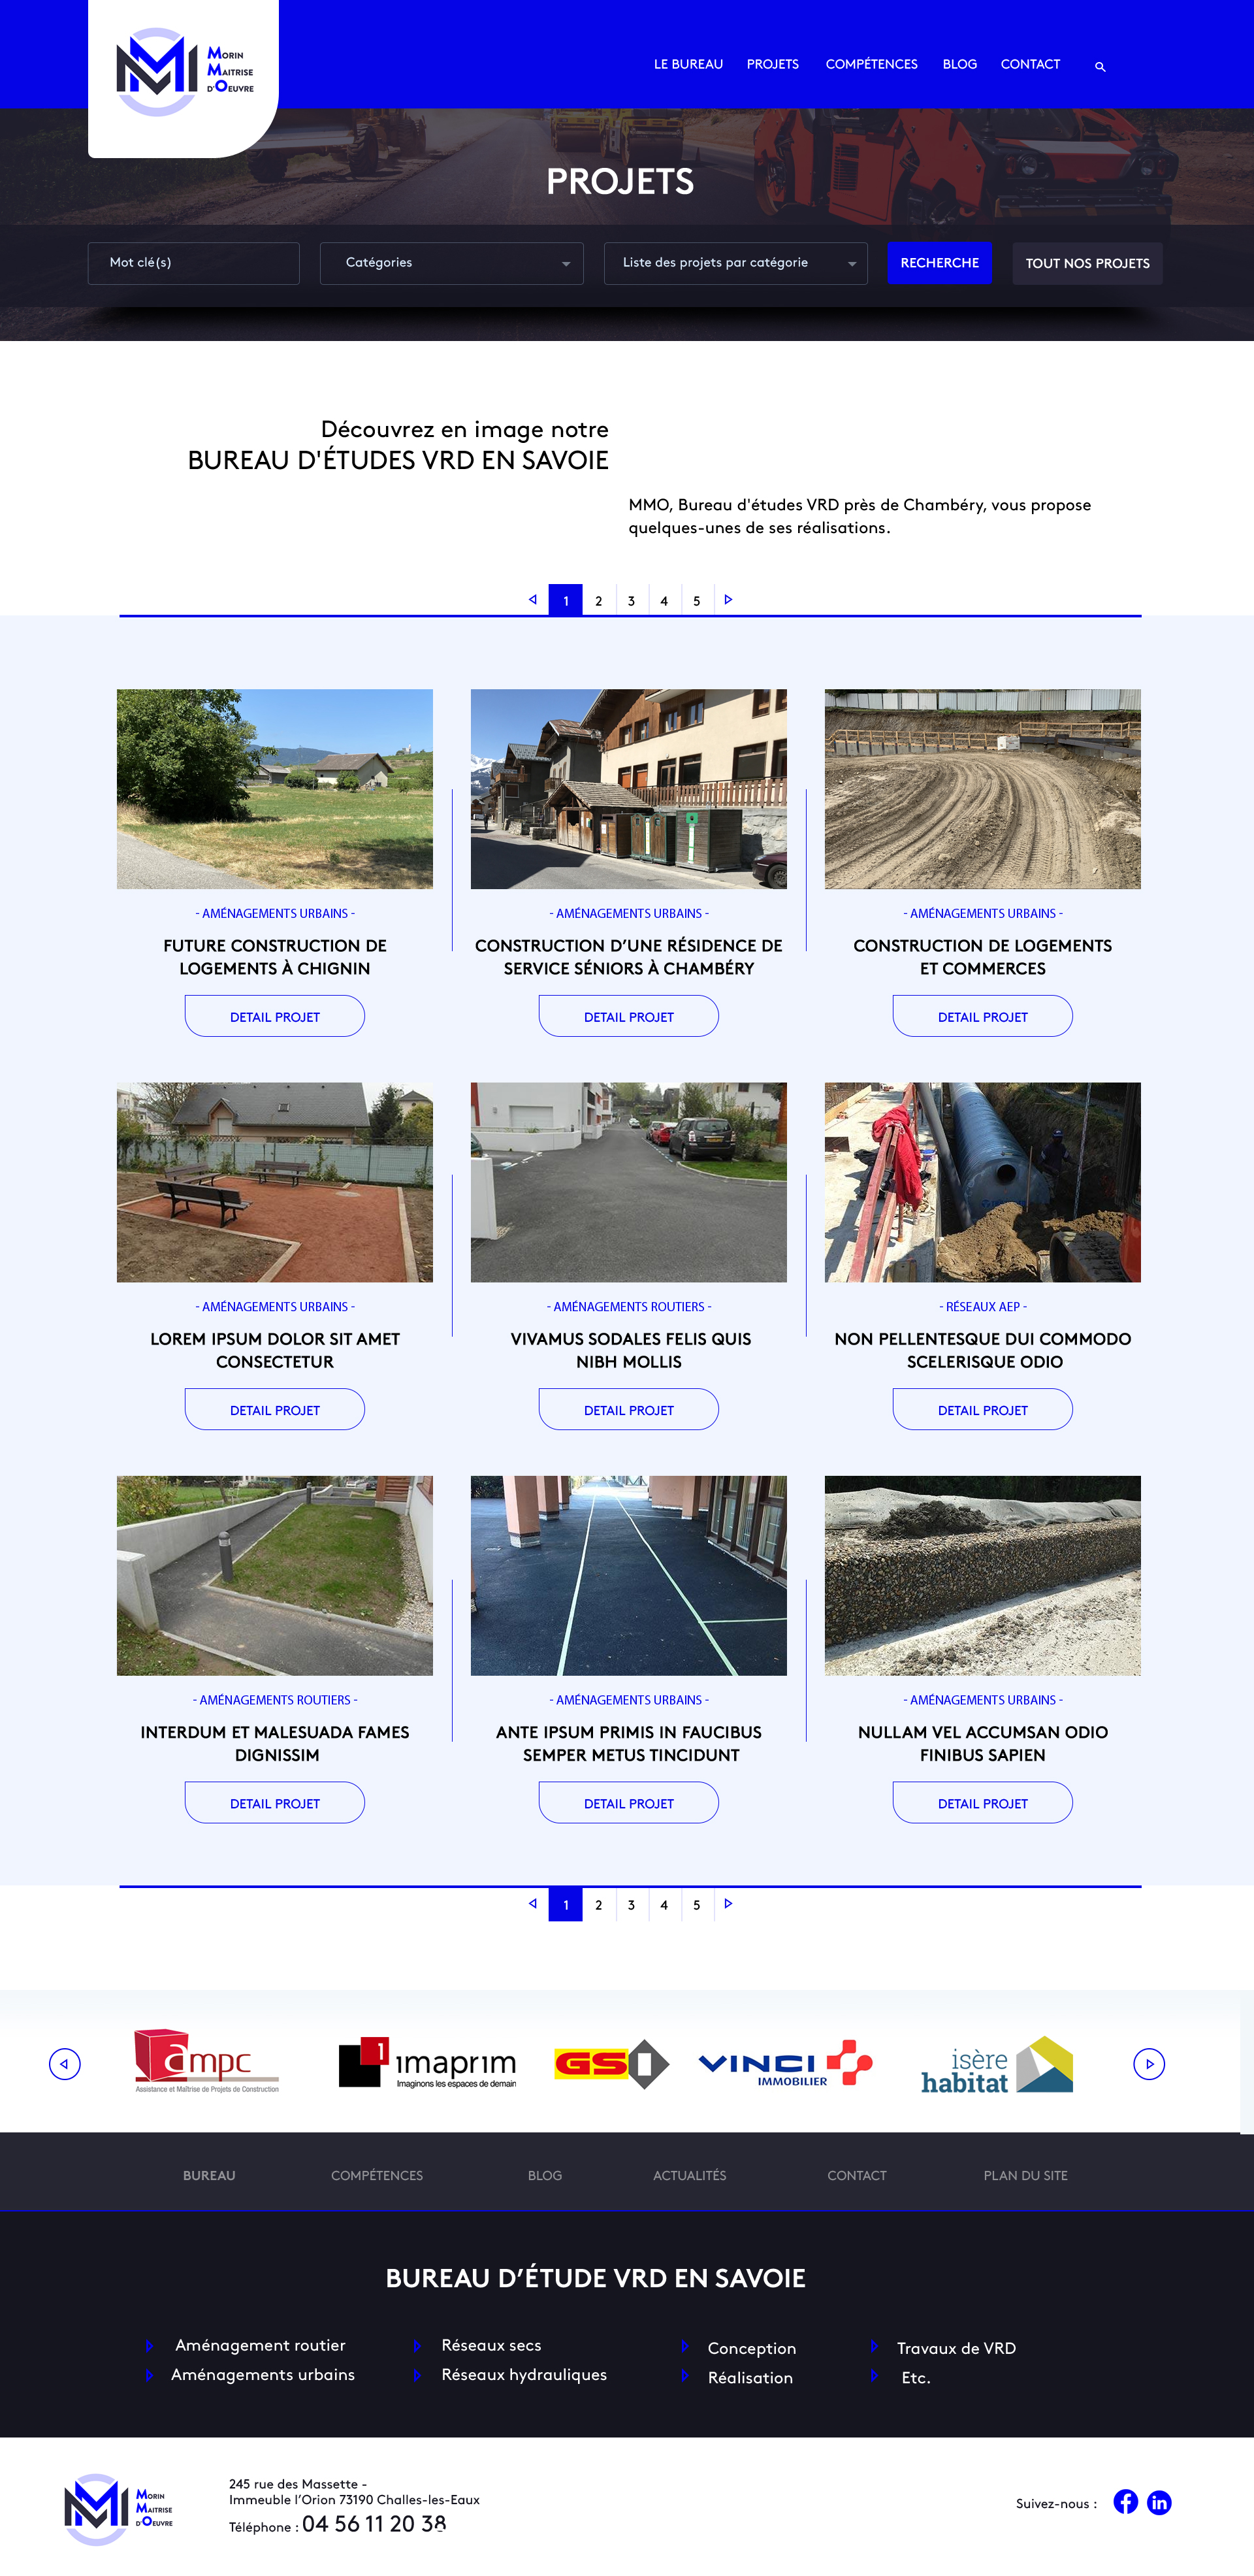 MORIN
MAITRISE
D'OEUVRE
LE BUREAU PROJETS COMPÉTENCES BLOG CONTACT
PROJETS
Mot clé(s) Catégories Liste des projets par catégorie RECHERCHE TOUT NOS PROJETS
Découvrez en image notre
BUREAU D'ÉTUDES VRD EN SAVOIE
MMO, Bureau d'études VRD près de Chambéry, vous propose
quelques-unes de ses réalisations.
1 2 3 4 5
- AMÉNAGEMENTS URBAINS -
FUTURE CONSTRUCTION DE
LOGEMENTS À CHIGNIN
DETAIL PROJET
- AMÉNAGEMENTS URBAINS -
CONSTRUCTION D’UNE RÉSIDENCE DE
SERVICE SÉNIORS À CHAMBÉRY
DETAIL PROJET
- AMÉNAGEMENTS URBAINS -
CONSTRUCTION DE LOGEMENTS
ET COMMERCES
DETAIL PROJET
- AMÉNAGEMENTS URBAINS -
LOREM IPSUM DOLOR SIT AMET
CONSECTETUR
DETAIL PROJET
- AMÉNAGEMENTS ROUTIERS -
VIVAMUS SODALES FELIS QUIS
NIBH MOLLIS
DETAIL PROJET
- RÉSEAUX AEP -
NON PELLENTESQUE DUI COMMODO
SCELERISQUE ODIO
DETAIL PROJET
- AMÉNAGEMENTS ROUTIERS -
INTERDUM ET MALESUADA FAMES
DIGNISSIM
DETAIL PROJET
- AMÉNAGEMENTS URBAINS -
ANTE IPSUM PRIMIS IN FAUCIBUS
SEMPER METUS TINCIDUNT
DETAIL PROJET
- AMÉNAGEMENTS URBAINS -
NULLAM VEL ACCUMSAN ODIO
FINIBUS SAPIEN
DETAIL PROJET
1 2 3 4 5
ampc
Assistance et Maîtrise de Projets de Construction
1
imaprim
Imaginons les espaces de demain
GSI
VINCI
IMMOBILIER
isère
habitat
BUREAU COMPÉTENCES BLOG ACTUALITÉS CONTACT PLAN DU SITE
BUREAU D’ÉTUDE VRD EN SAVOIE
Aménagement routier
Aménagements urbains
Réseaux secs
Réseaux hydrauliques
Conception
Réalisation
Travaux de VRD
Etc.
MORIN
MAITRISE
D'OEUVRE
245 rue des Massette -
Immeuble l’Orion 73190 Challes-les-Eaux
Téléphone : 04 56 11 20 38
Suivez-nous :